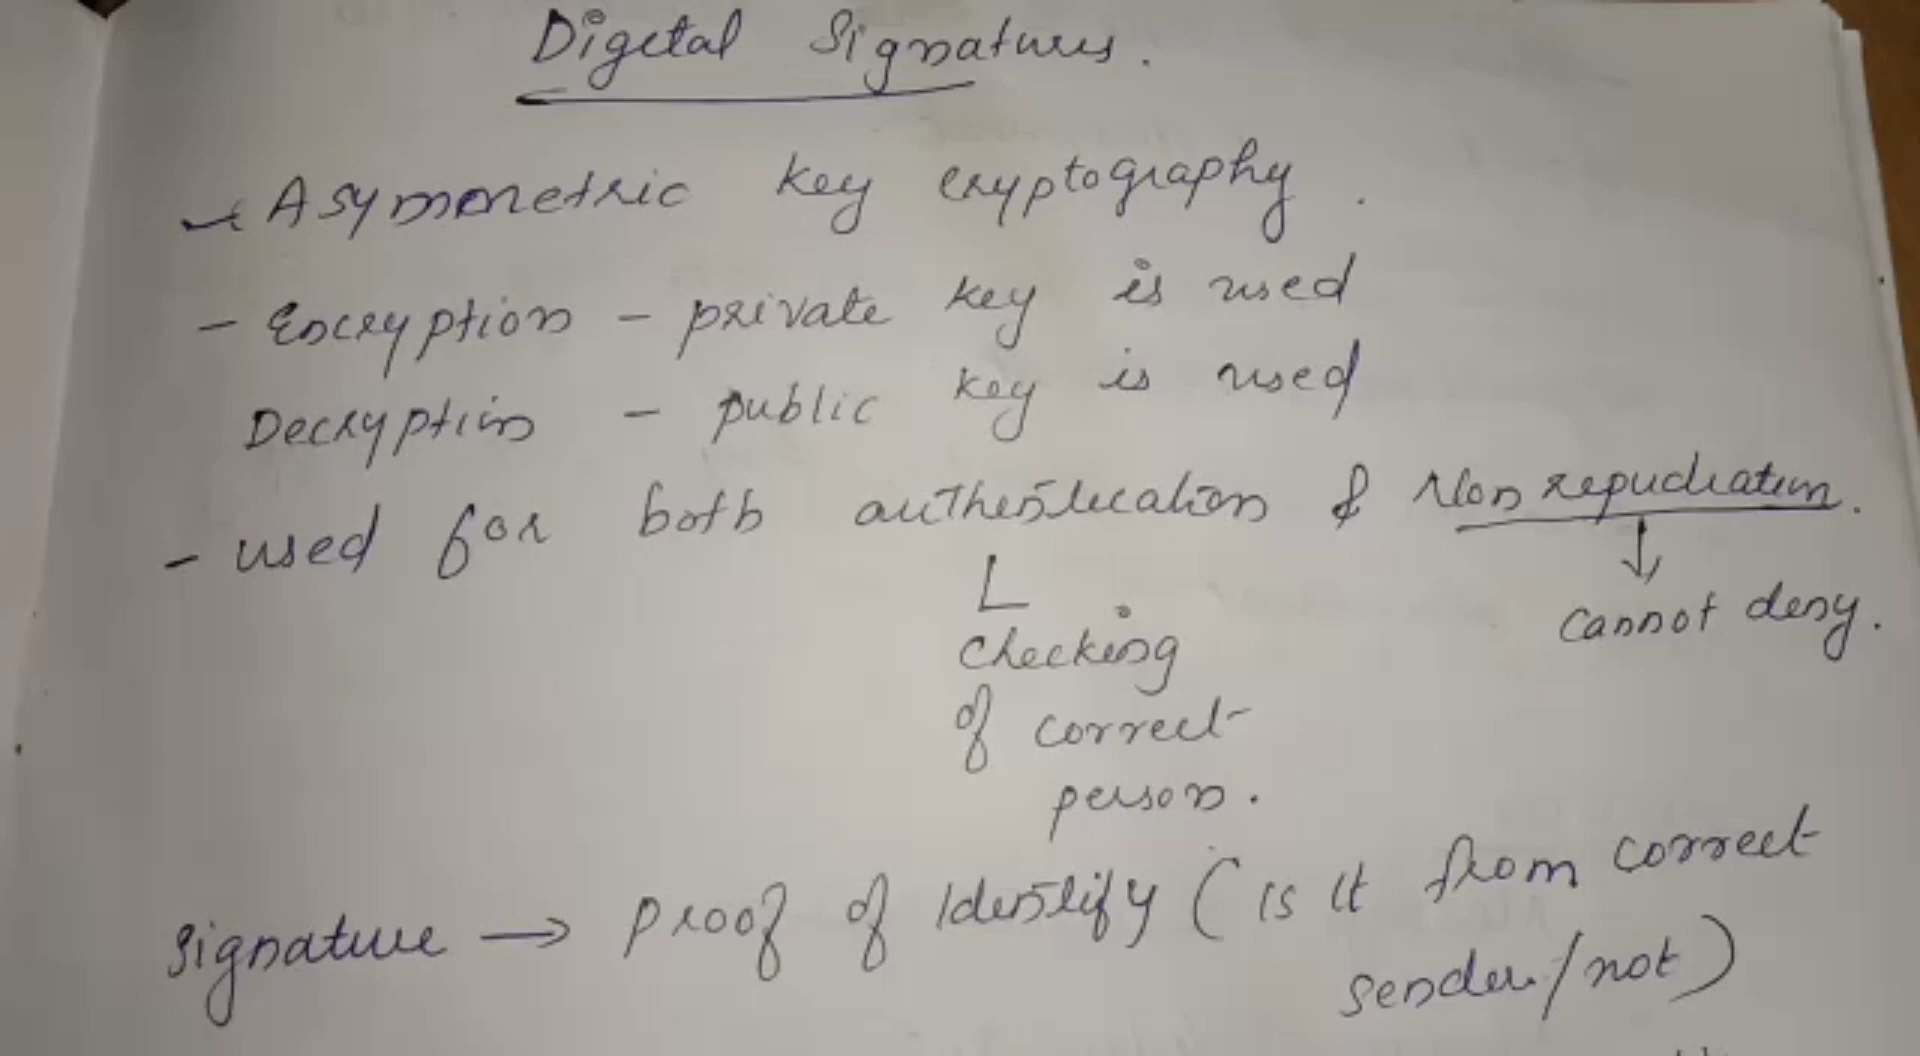 Digital Signatures.
- Asymmetric key cryptography.
- Encryption - private key is used
Decryption - public key is used
- used for both authentication & Non repudiation.
cannot deny.
checking
of correct
person.
signature → proof of Identify (is it from correct
sender/not)